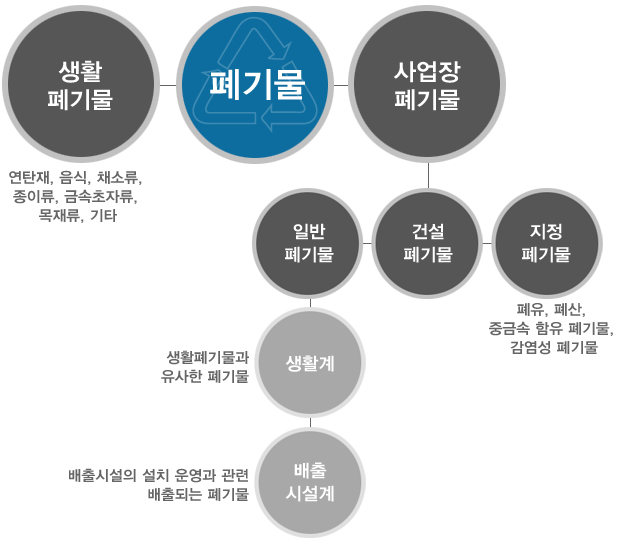 생활
폐기물
폐기물
사업장
폐기물
연탄재, 음식, 채소류,
종이류, 금속초자류,
목재류, 기타
일반
폐기물
건설
폐기물
지정
폐기물
폐유, 폐산,
중금속 함유 폐기물,
감염성 폐기물
생활폐기물과
유사한 폐기물
생활계
배출시설의 설치 운영과 관련
배출되는 폐기물
배출
시설계